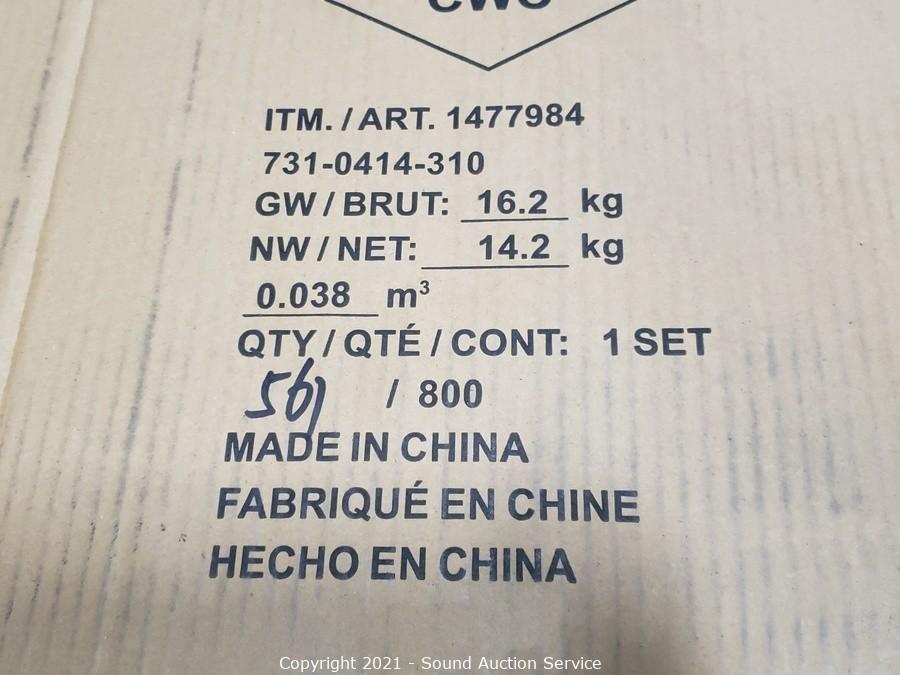 CWC
ITM. / ART. 1477984
731-0414-310
GW / BRUT: 16.2 kg
NW / NET: 14.2 kg
0.038 m³
QTY / QTÉ / CONT: 1 SET
/ 800
MADE IN CHINA
FABRIQUÉ EN CHINE
HECHO EN CHINA
Copyright 2021 - Sound Auction Service